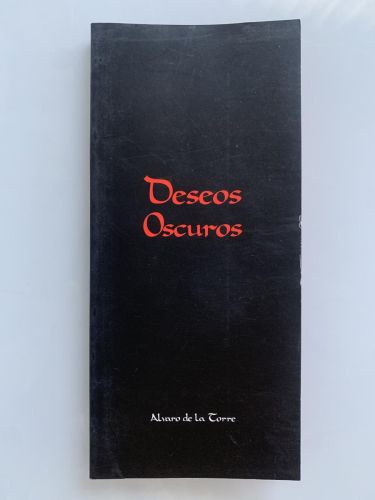 Deseos
Oscuros
Alvaro de la Torre